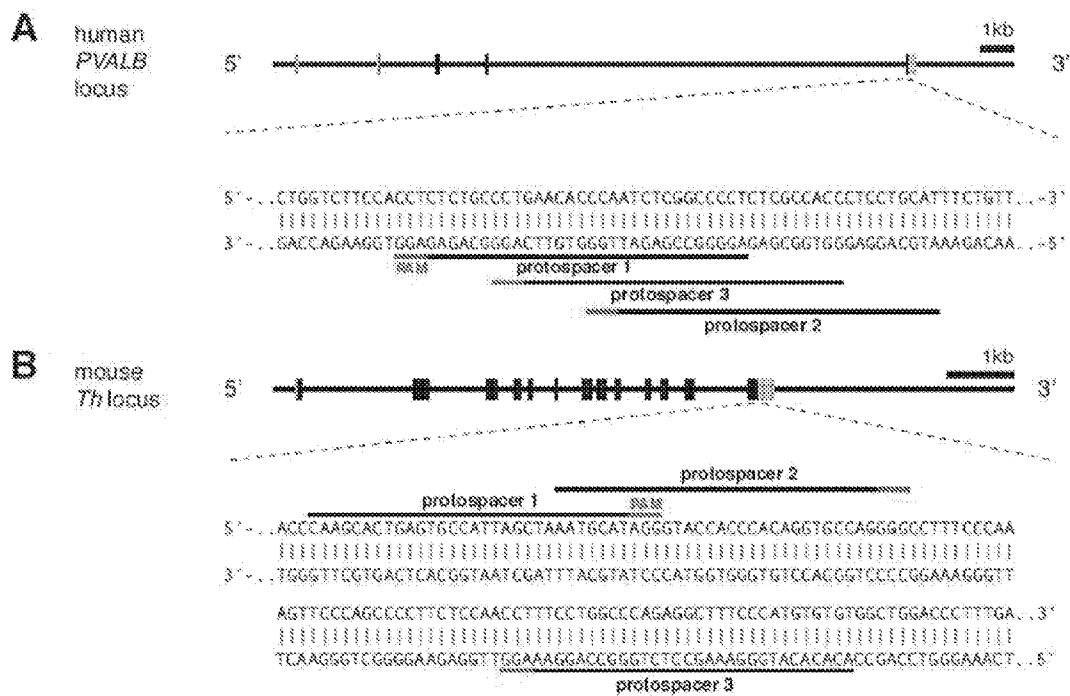 A
human
PVALB
locus
1kb
5' 3'
5'-..CTGGTCTTCCACCTCTCTGCCCTGAACACCCAATCTCGGCCCCTCTCGCCACCCTCCTGCATTTCTGTT..-3'
3'-..GACCAGAAGGTGGAGAGACGGGACTTGTGGGTTAGAGCCGGGGAGAGCGGTGGGAGGACGTAAAGACAA..-5'
PAM protospacer 1
protospacer 3
protospacer 2
B
mouse
Th locus
1kb
5' 3'
protospacer 2
protospacer 1 PAM
5'-..ACCCAAGCACTGAGTGCCATTAGCTAAATGCATAGGGTACCACCCACAGGTGCCAGGGGCCTTTCCCAA
3'-..TGGGTTCGTGACTCACGGTAATCGATTTACGTATCCCATGGTGGGTGTCCACGGTCCCCGGAAAGGGTT
AGTTCCCAGCCCCTTCTCCAACCTTTCCTGGCCCAGAGGCTTTCCCATGTGTGTGGCTGGACCCTTTGA..3'
TCAAGGGTCGGGGAAGAGGTTGGAAAGGACCGGGTCTCCGAAAGGGTACACACACCGACCTGGGAAACT..5'
protospacer 3